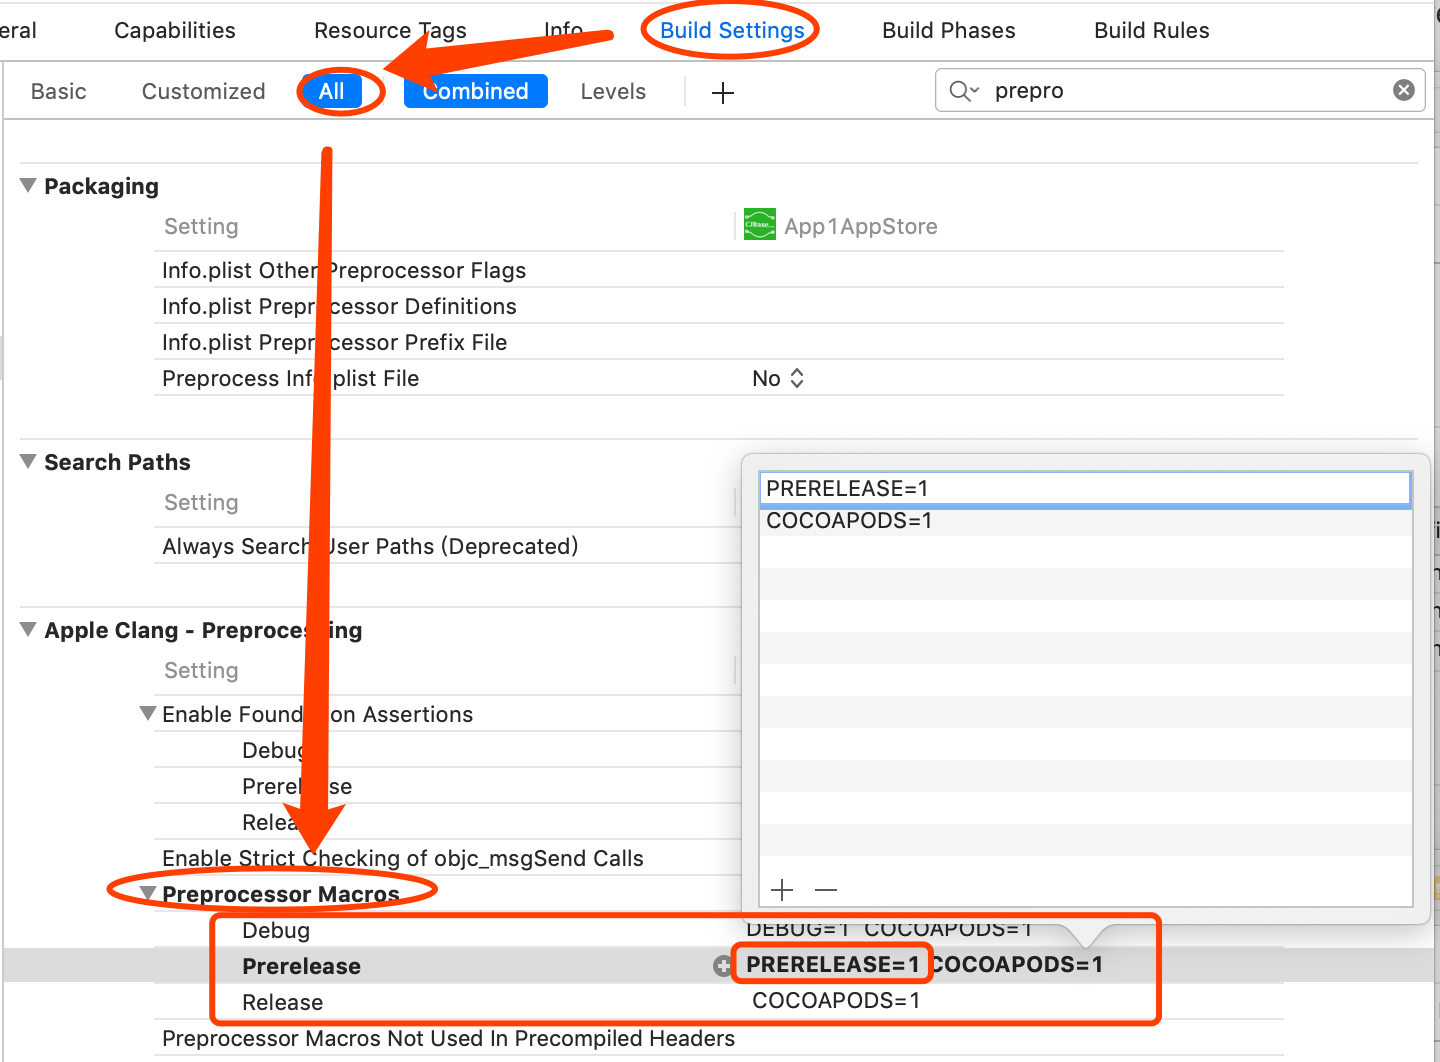 eral Capabilities Resource Tags Info Build Settings Build Phases Build Rules
Basic Customized All Combined Levels + prepro
Packaging
Setting App1AppStore
Info.plist Other Preprocessor Flags
Info.plist Preprocessor Definitions
Info.plist Preprocessor Prefix File
Preprocess Info.plist File No
Search Paths
Setting
PRERELEASE=1
COCOAPODS=1
Always Search User Paths (Deprecated)
Apple Clang - Preprocessing
Setting
Enable Foundation Assertions
Debug
Prerelease
Release
Enable Strict Checking of objc_msgSend Calls
Preprocessor Macros
Debug DEBUG=1 COCOAPODS=1
Prerelease PRERELEASE=1 COCOAPODS=1
Release COCOAPODS=1
Preprocessor Macros Not Used In Precompiled Headers